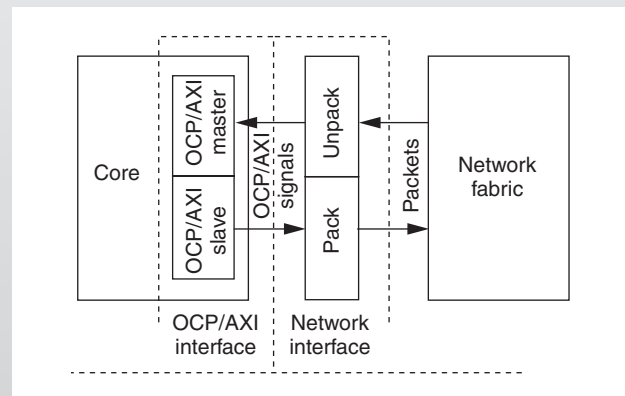 Core
OCP/AXI
master
OCP/AXI
slave
OCP/AXI
signals
Unpack
Pack
Packets
Network
fabric
OCP/AXI
interface
Network
interface